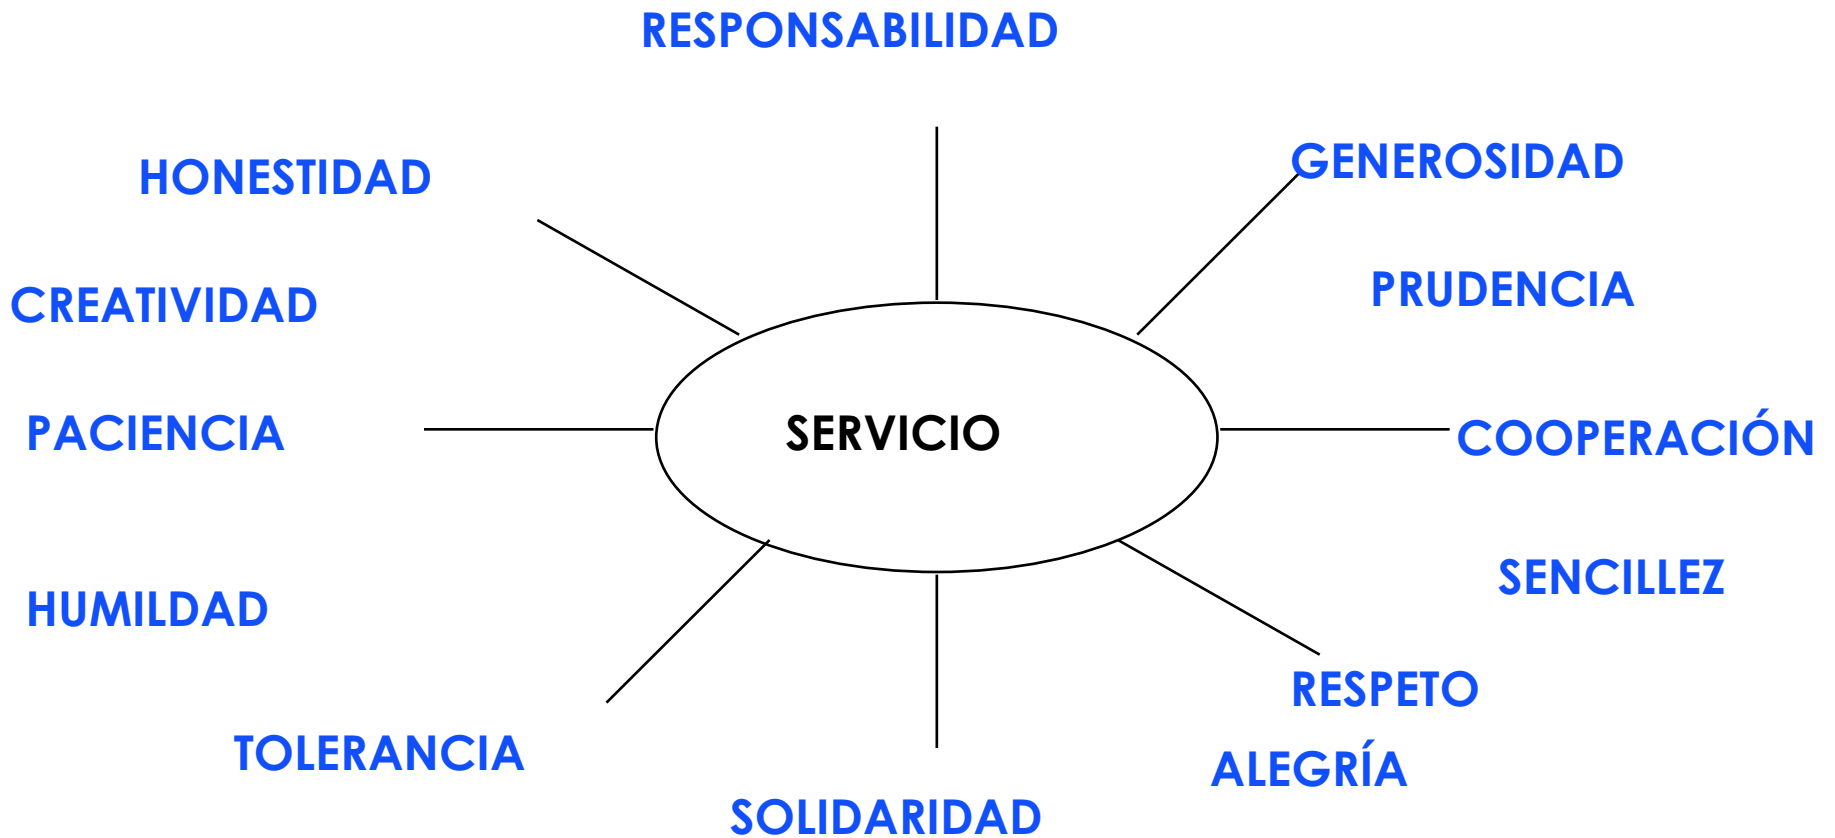 RESPONSABILIDAD
GENEROSIDAD
HONESTIDAD
PRUDENCIA
CREATIVIDAD
PACIENCIA
SERVICIO
COOPERACIÓN
SENCILLEZ
HUMILDAD
RESPETO
TOLERANCIA
ALEGRÍA
SOLIDARIDAD